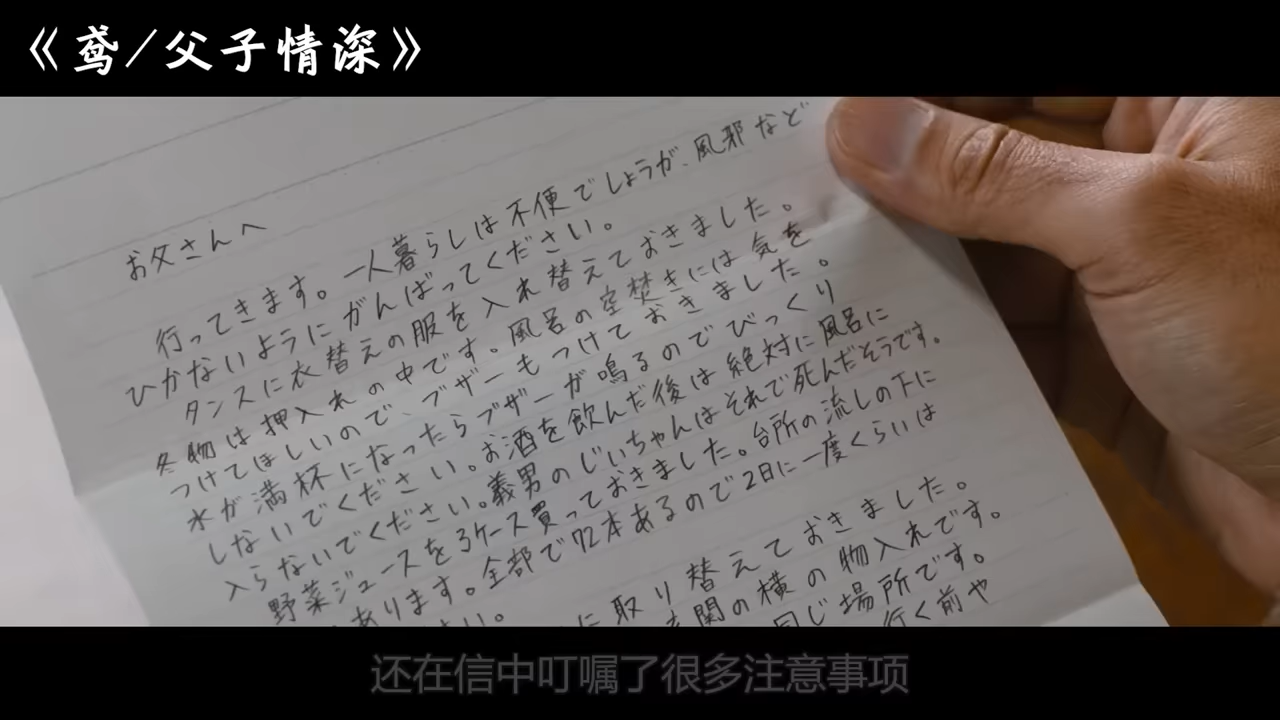 《鸢/父子情深》
お父さんへ
行ってきます。一人暮らしは不便でしょうが、風邪など
ひかないようにがんばってください。
タンスに衣替えの服を入れ替えておきました。
冬物は押入れの中です。風呂の空焚きには気を
つけてほしいので、ブザーもつけておきました。
水が満杯になったらブザーが鳴るのでびっくり
しないでください。お酒を飲んだ後は絶対に風呂に
入らないでください。義男のじいちゃんはそれで死んだそうです。
野菜ジュースを3ケース買っておきました。台所の流しの下に
あります。全部で72本あるので2日に一度くらいは
さい。
に取り替えておきました。
関の横の物入れです。
同じ場所です。
行く前や
还在信中叮嘱了很多注意事项